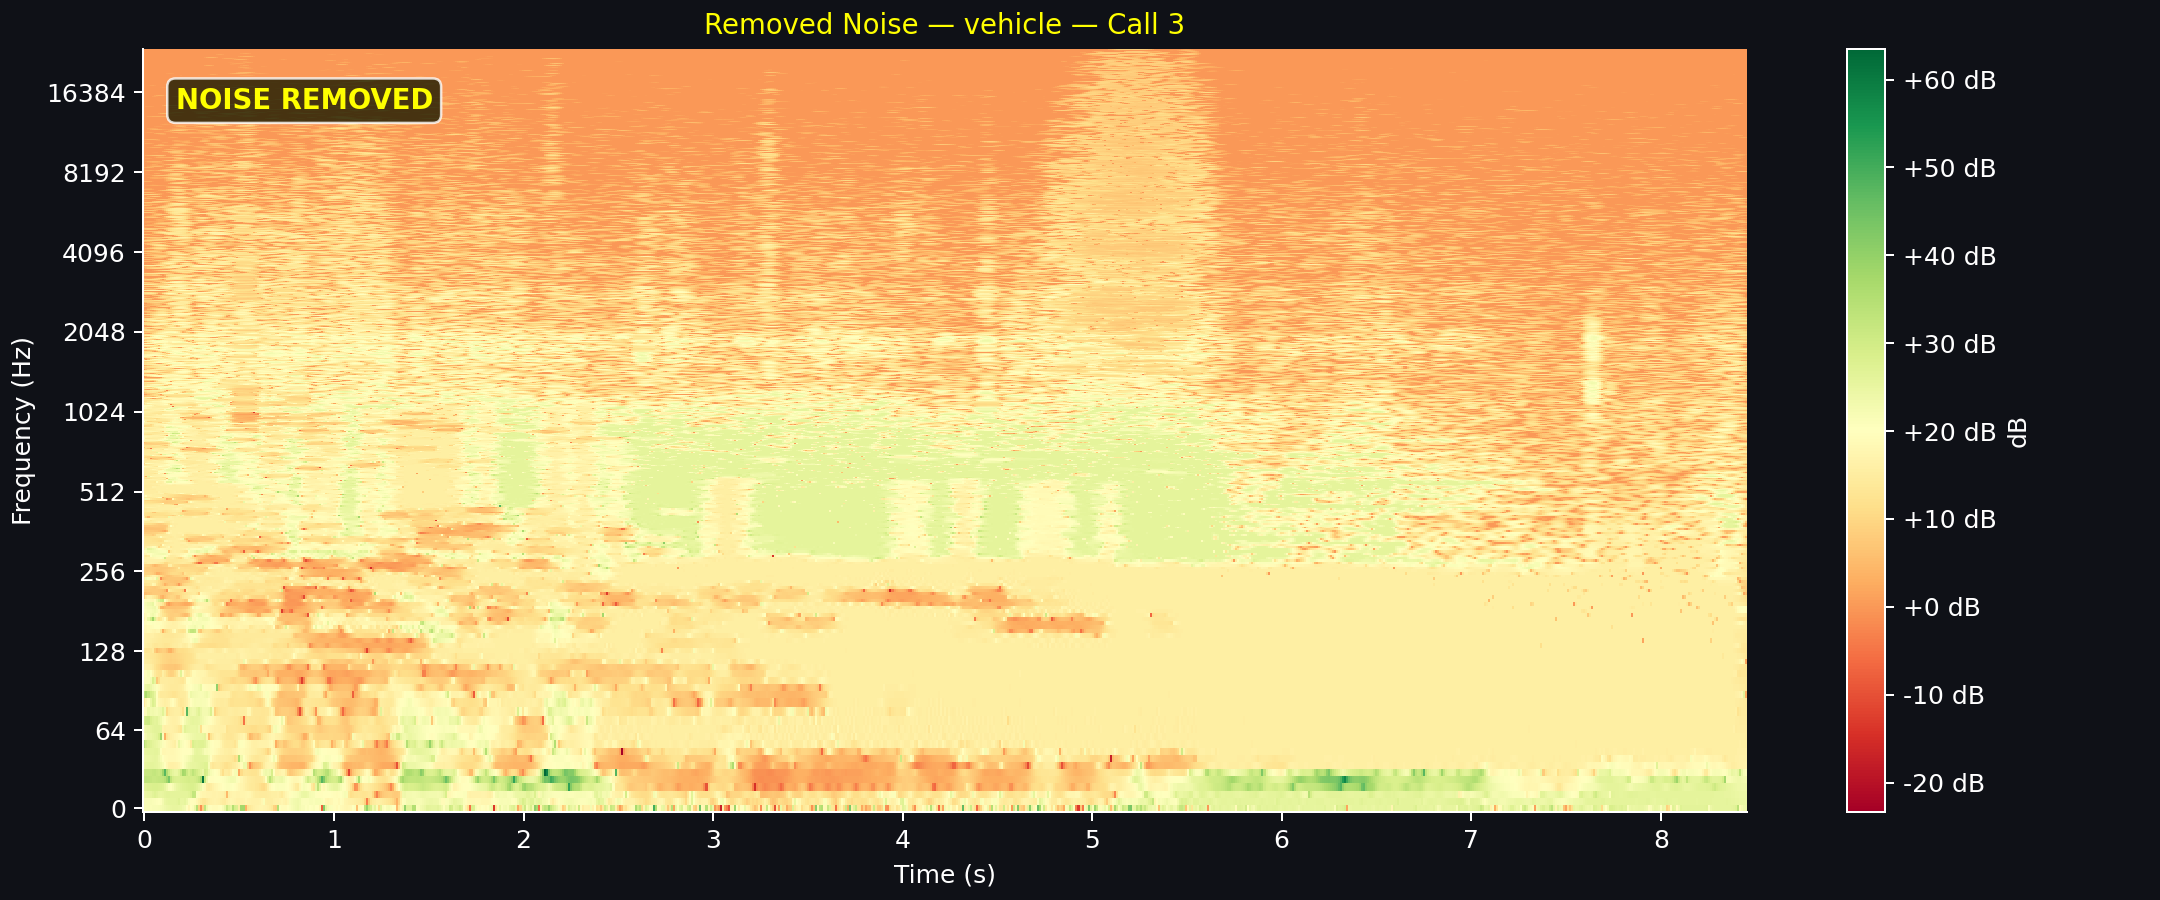 Removed Noise — vehicle — Call 3
NOISE REMOVED
Frequency (Hz)
16384
8192
4096
2048
1024
512
256
128
64
0
0 1 2 3 4 5 6 7 8
Time (s)
+60 dB
+50 dB
+40 dB
+30 dB
+20 dB
+10 dB
+0 dB
-10 dB
-20 dB
dB